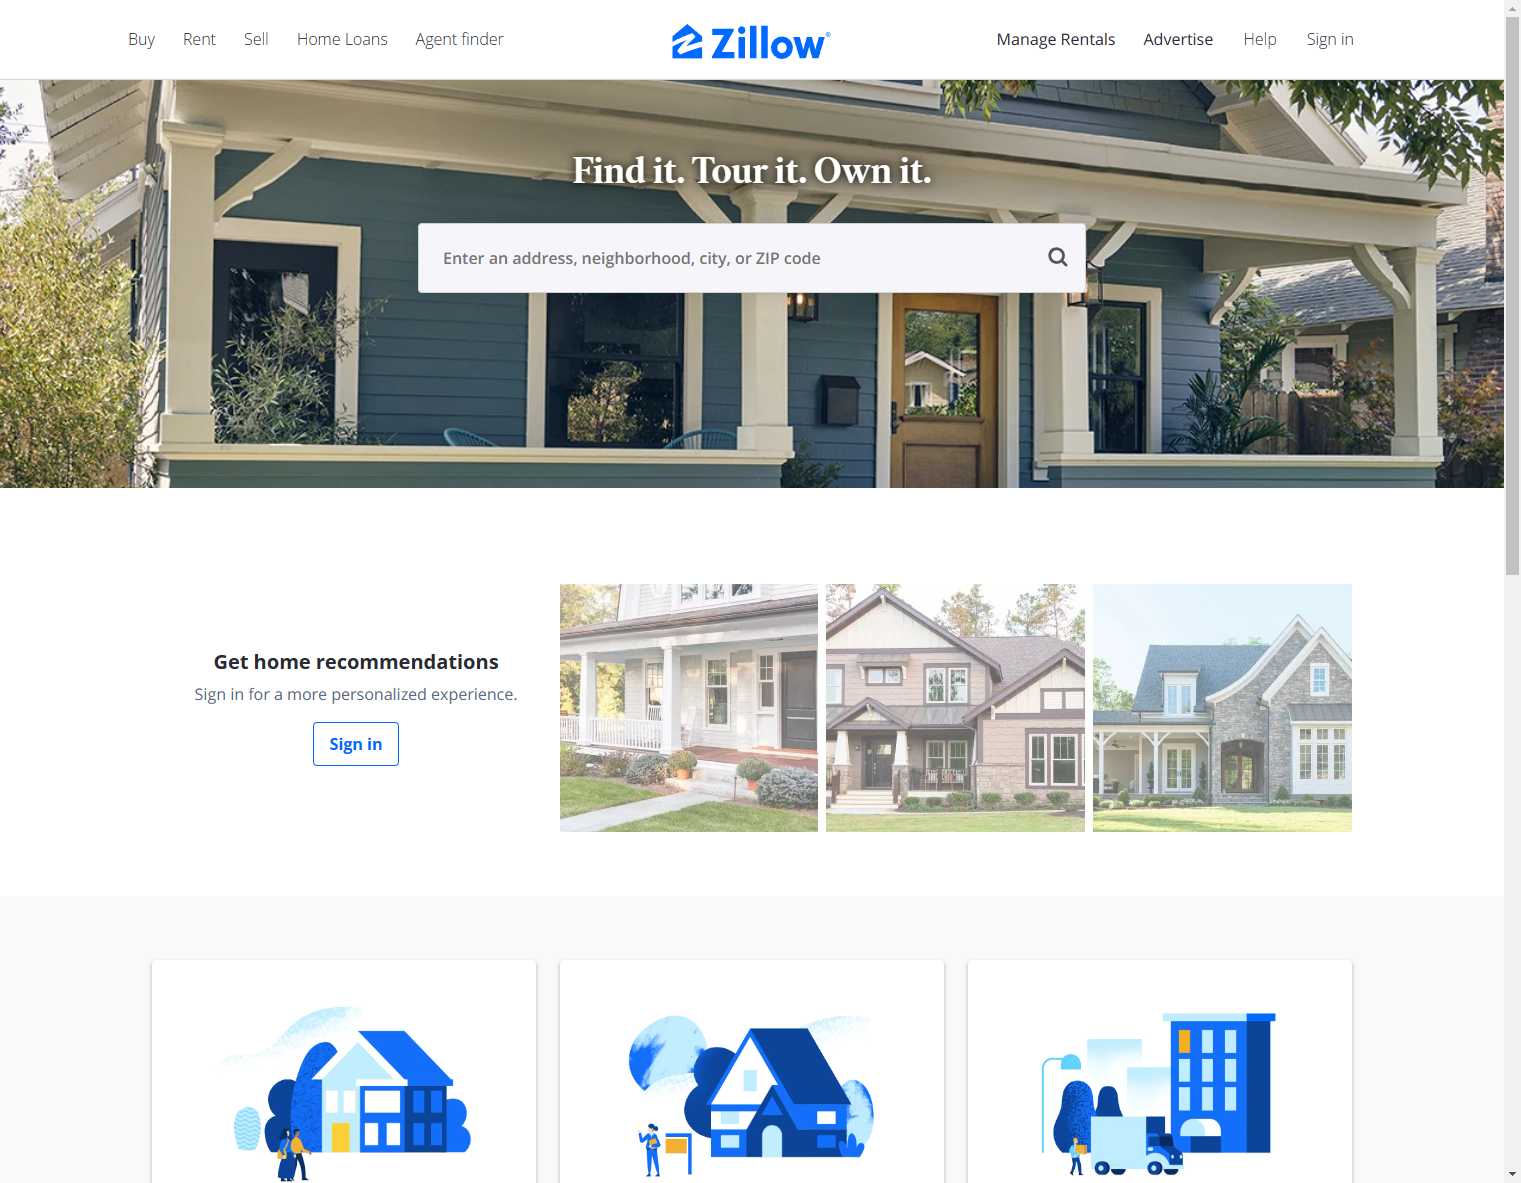 Buy Rent Sell Home Loans Agent finder Zillow® Manage Rentals Advertise Help Sign in
Find it. Tour it. Own it.
Enter an address, neighborhood, city, or ZIP code
Get home recommendations
Sign in for a more personalized experience.
Sign in